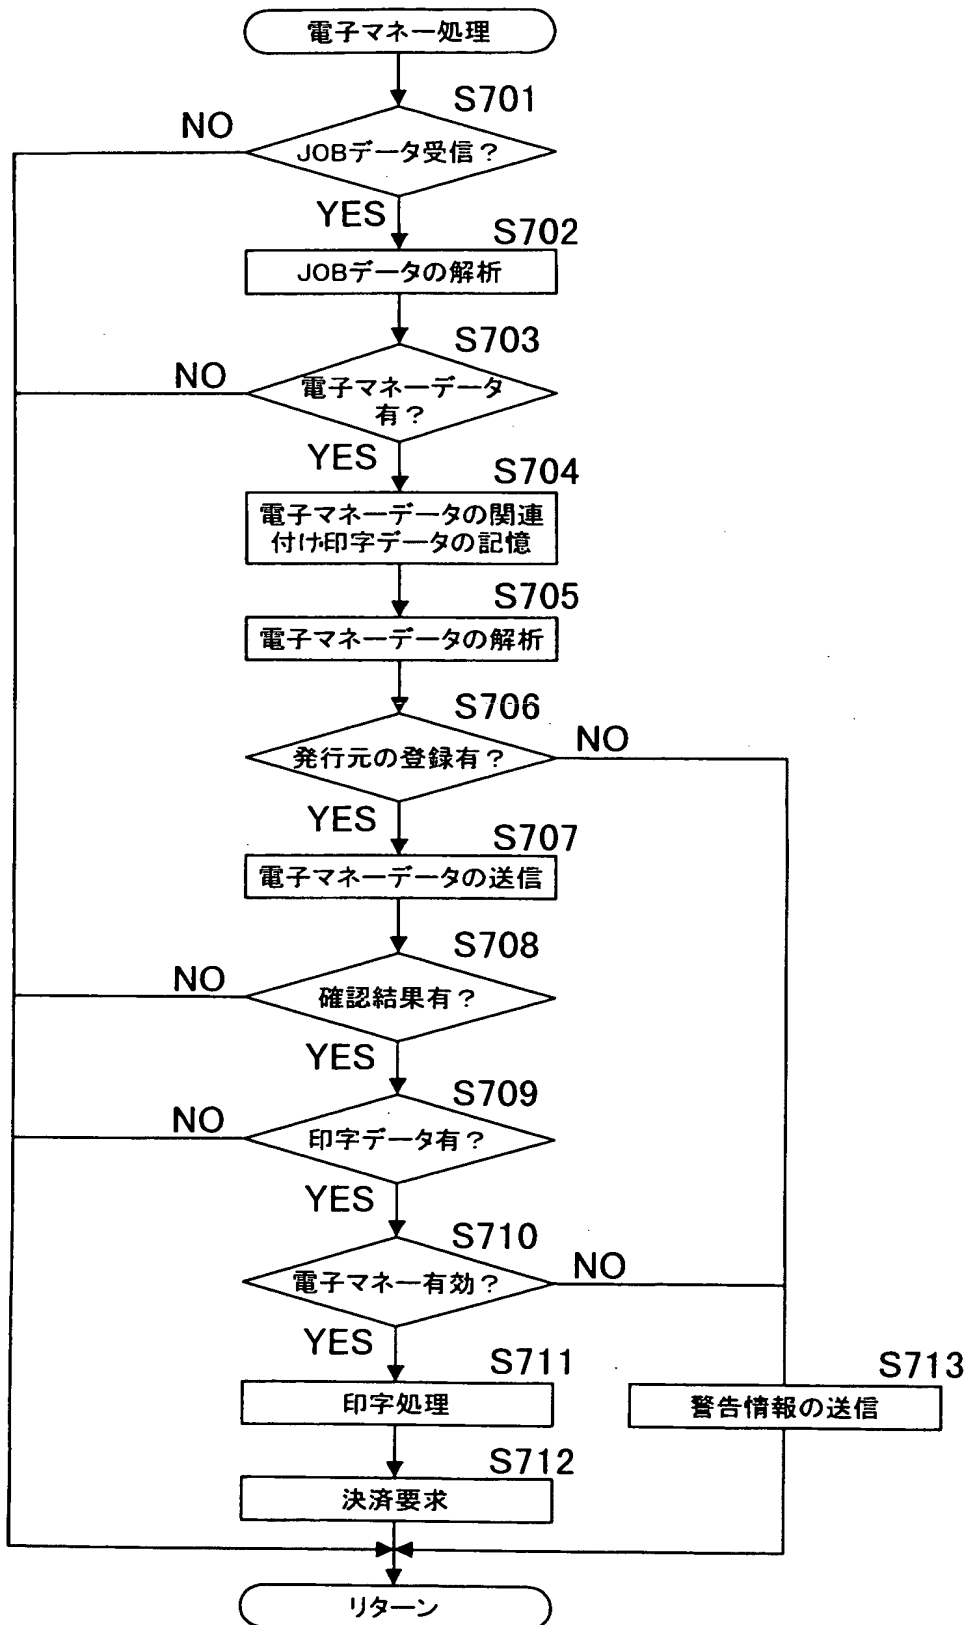 電子マネー処理
S701
NO
JOBデータ受信?
YES
S702
JOBデータの解析
S703
NO
電子マネーデータ
有?
YES
S704
電子マネーデータの関連
付け印字データの記憶
S705
電子マネーデータの解析
S706
発行元の登録有?
NO
YES
S707
電子マネーデータの送信
S708
NO
確認結果有?
YES
S709
NO
印字データ有?
YES
S710
電子マネー有効?
NO
YES
S711
印字処理
S713
警告情報の送信
S712
決済要求
リターン